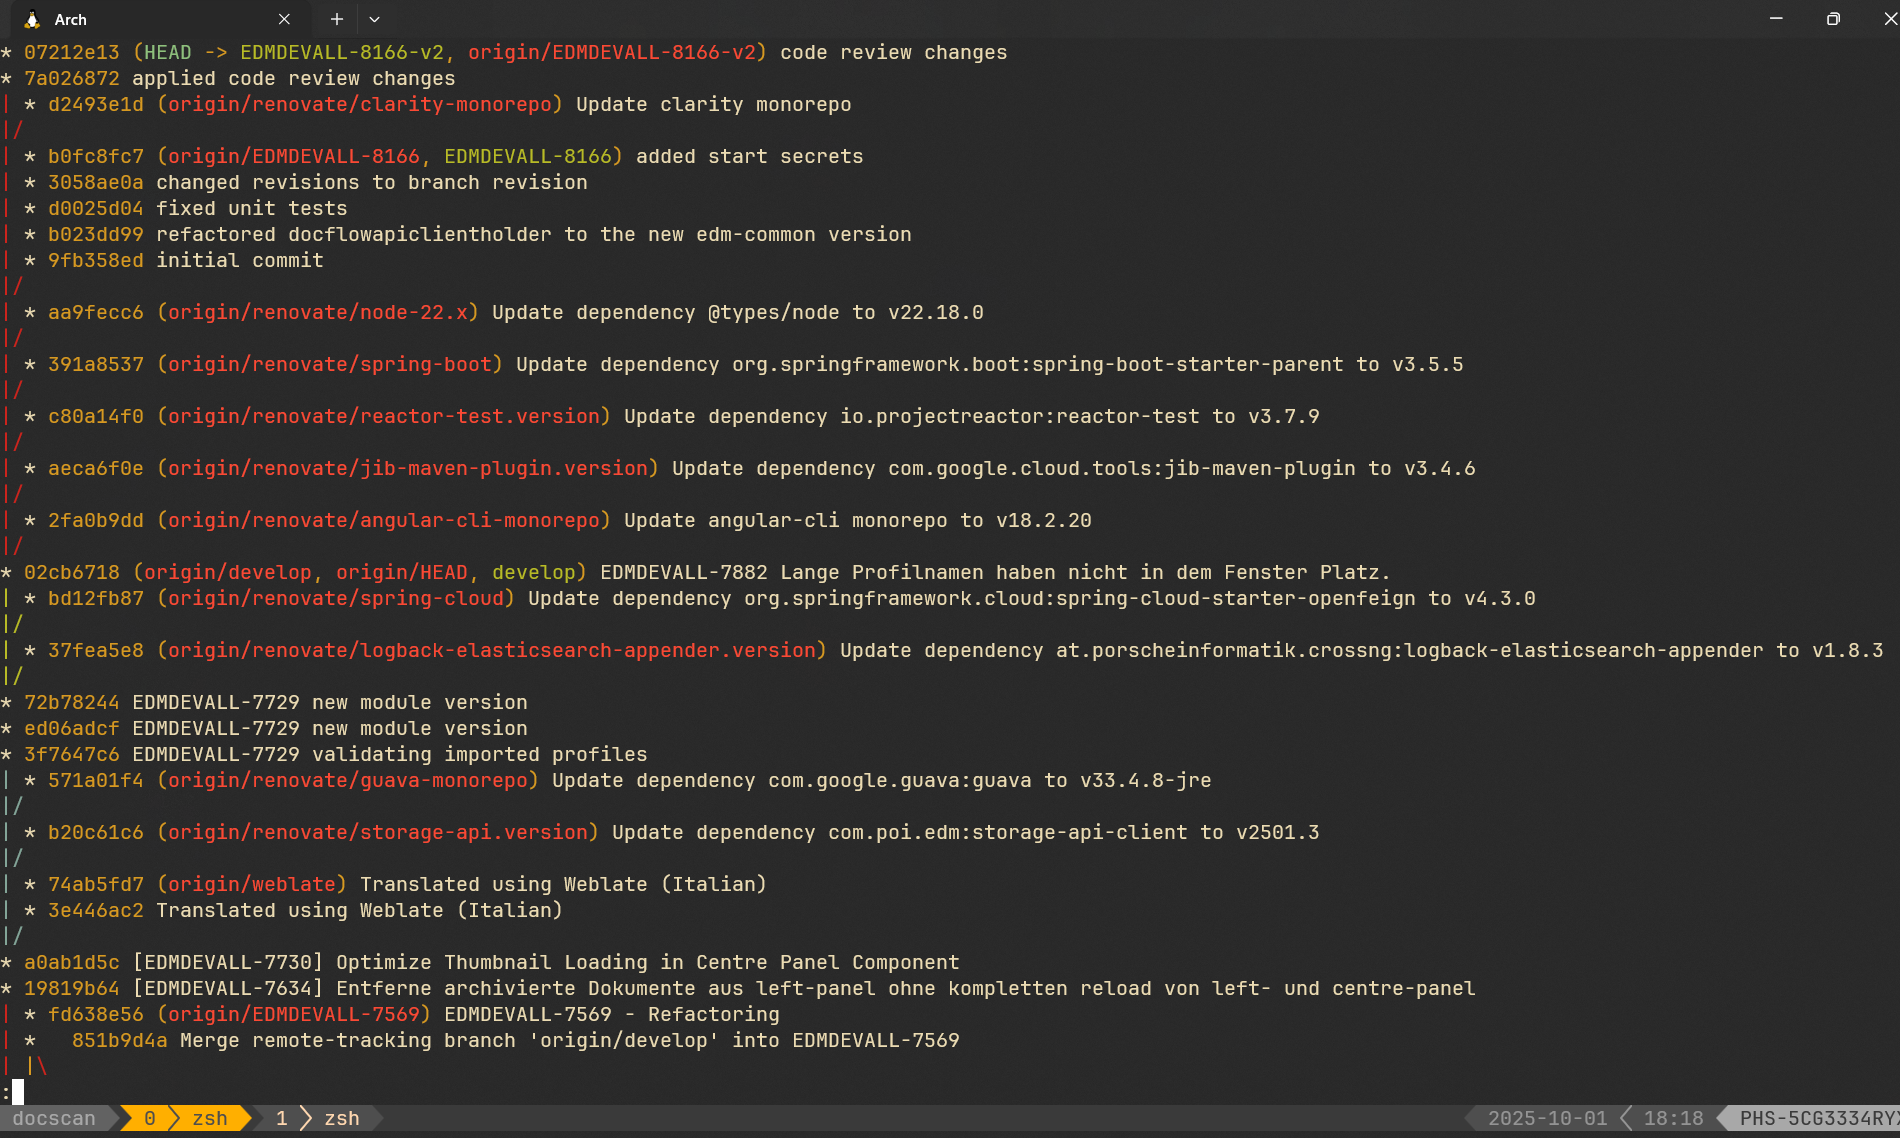 Arch
* 07212e13 (HEAD -> EDMDEVALL-8166-v2, origin/EDMDEVALL-8166-v2) code review changes
* 7a026872 applied code review changes
| * d2493e1d (origin/renovate/clarity-monorepo) Update clarity monorepo
|/
| * b0fc8fc7 (origin/EDMDEVALL-8166, EDMDEVALL-8166) added start secrets
| * 3058ae0a changed revisions to branch revision
| * d0025d04 fixed unit tests
| * b023dd99 refactored docflowapiclientholder to the new edm-common version
| * 9fb358ed initial commit
|/
| * aa9fecc6 (origin/renovate/node-22.x) Update dependency @types/node to v22.18.0
|/
| * 391a8537 (origin/renovate/spring-boot) Update dependency org.springframework.boot:spring-boot-starter-parent to v3.5.5
|/
| * c80a14f0 (origin/renovate/reactor-test.version) Update dependency io.projectreactor:reactor-test to v3.7.9
|/
| * aeca6f0e (origin/renovate/jib-maven-plugin.version) Update dependency com.google.cloud.tools:jib-maven-plugin to v3.4.6
|/
| * 2fa0b9dd (origin/renovate/angular-cli-monorepo) Update angular-cli monorepo to v18.2.20
|/
* 02cb6718 (origin/develop, origin/HEAD, develop) EDMDEVALL-7882 Lange Profilnamen haben nicht in dem Fenster Platz.
| * bd12fb87 (origin/renovate/spring-cloud) Update dependency org.springframework.cloud:spring-cloud-starter-openfeign to v4.3.0
|/
| * 37fea5e8 (origin/renovate/logback-elasticsearch-appender.version) Update dependency at.porscheinformatik.crossng:logback-elasticsearch-appender to v1.8.3
|/
* 72b78244 EDMDEVALL-7729 new module version
* ed06adcf EDMDEVALL-7729 new module version
* 3f7647c6 EDMDEVALL-7729 validating imported profiles
| * 571a01f4 (origin/renovate/guava-monorepo) Update dependency com.google.guava:guava to v33.4.8-jre
|/
| * b20c61c6 (origin/renovate/storage-api.version) Update dependency com.poi.edm:storage-api-client to v2501.3
|/
| * 74ab5fd7 (origin/weblate) Translated using Weblate (Italian)
| * 3e446ac2 Translated using Weblate (Italian)
|/
* a0ab1d5c [EDMDEVALL-7730] Optimize Thumbnail Loading in Centre Panel Component
* 19819b64 [EDMDEVALL-7634] Entferne archivierte Dokumente aus left-panel ohne kompletten reload von left- und centre-panel
| * fd638e56 (origin/EDMDEVALL-7569) EDMDEVALL-7569 - Refactoring
| *   851b9d4a Merge remote-tracking branch 'origin/develop' into EDMDEVALL-7569
| |\
:
docscan 0 zsh 1 zsh 2025-10-01 18:18